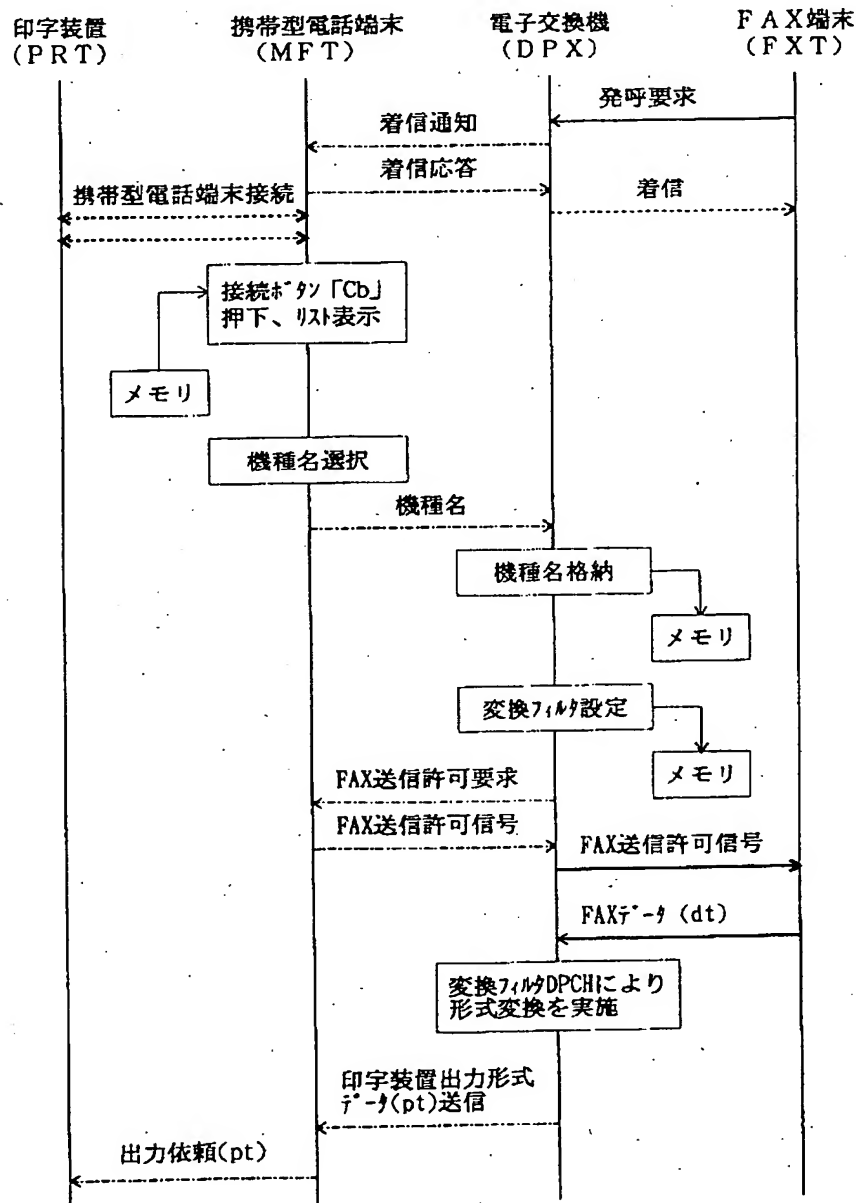 印字装置
(PRT)
携帯型電話端末
(MFT)
電子交換機
(DPX)
FAX端末
(FXT)
発呼要求
着信通知
着信応答
着信
携帯型電話端末接続
接続ボタン「Cb」
押下、リスト表示
メモリ
機種名選択
機種名
機種名格納
メモリ
変換フィルタ設定
メモリ
FAX送信許可要求
FAX送信許可信号
FAX送信許可信号
FAXデータ(dt)
変換フィルタDPCHにより
形式変換を実施
印字装置出力形式
データ(pt)送信
出力依頼(pt)